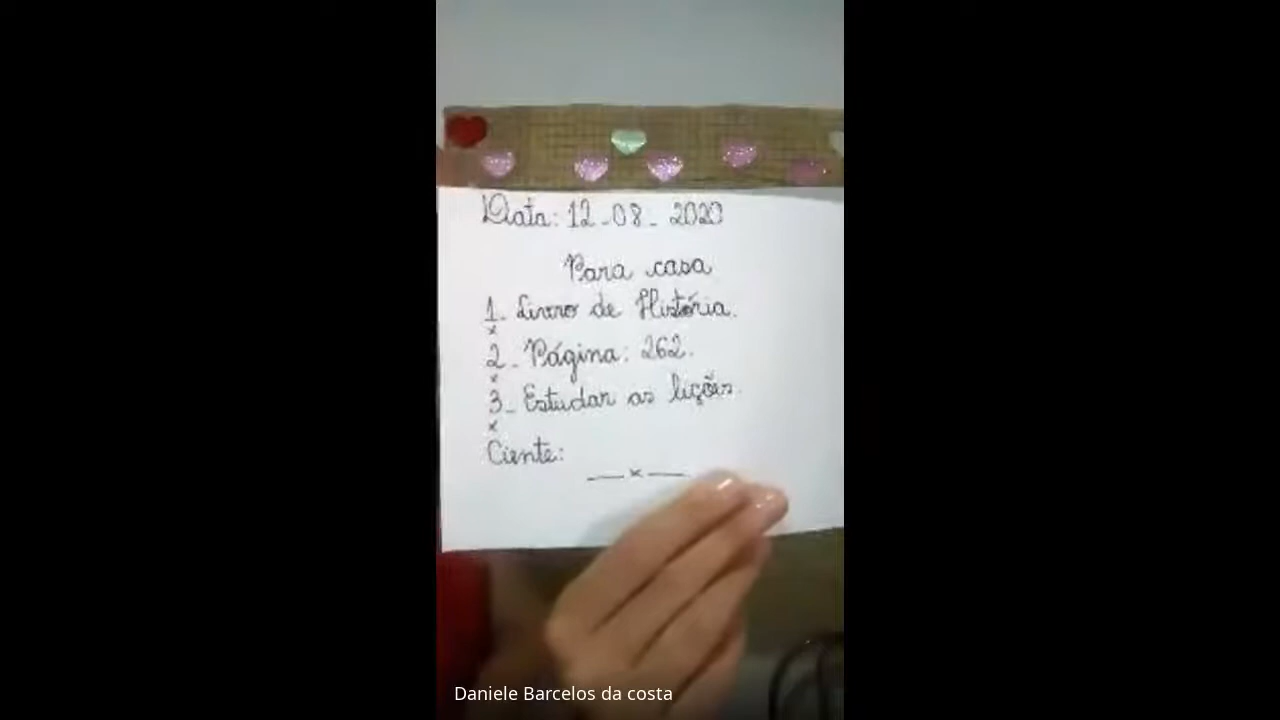 Data: 12-08-2020
Para casa
1- Livro de História.
x
2- Página: 262.
x
3- Estudar as lições.
x
Ciente:
___x___
Daniele Barcelos da costa